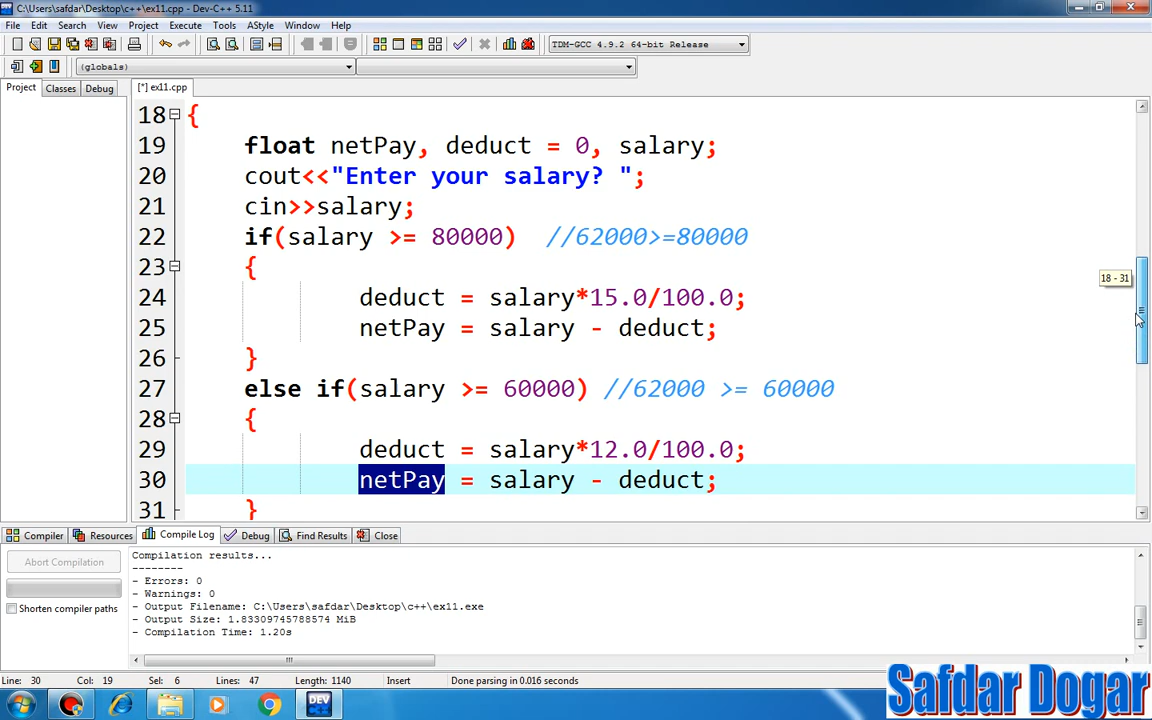 C:\Users\safdar\Desktop\c++\ex11.cpp - Dev-C++ 5.11
File Edit Search View Project Execute Tools AStyle Window Help
TDM-GCC 4.9.2 64-bit Release
(globals)
Project Classes Debug [*] ex11.cpp
18 {
19 float netPay, deduct = 0, salary;
20 cout<<"Enter your salary? ";
21 cin>>salary;
22 if(salary >= 80000) //62000>=80000
23 {
24 deduct = salary*15.0/100.0;
18 - 31
25 netPay = salary - deduct;
26 }
27 else if(salary >= 60000) //62000 >= 60000
28 {
29 deduct = salary*12.0/100.0;
30 netPay = salary - deduct;
31 }
Compiler Resources Compile Log Debug Find Results Close
Abort Compilation
Shorten compiler paths
Compilation results...
--------
- Errors: 0
- Warnings: 0
- Output Filename: C:\Users\safdar\Desktop\c++\ex11.exe
- Output Size: 1.83309745788574 MiB
- Compilation Time: 1.20s
Line: 30 Col: 19 Sel: 6 Lines: 47 Length: 1140 Insert Done parsing in 0.016 seconds
DEV
Safdar Dogar